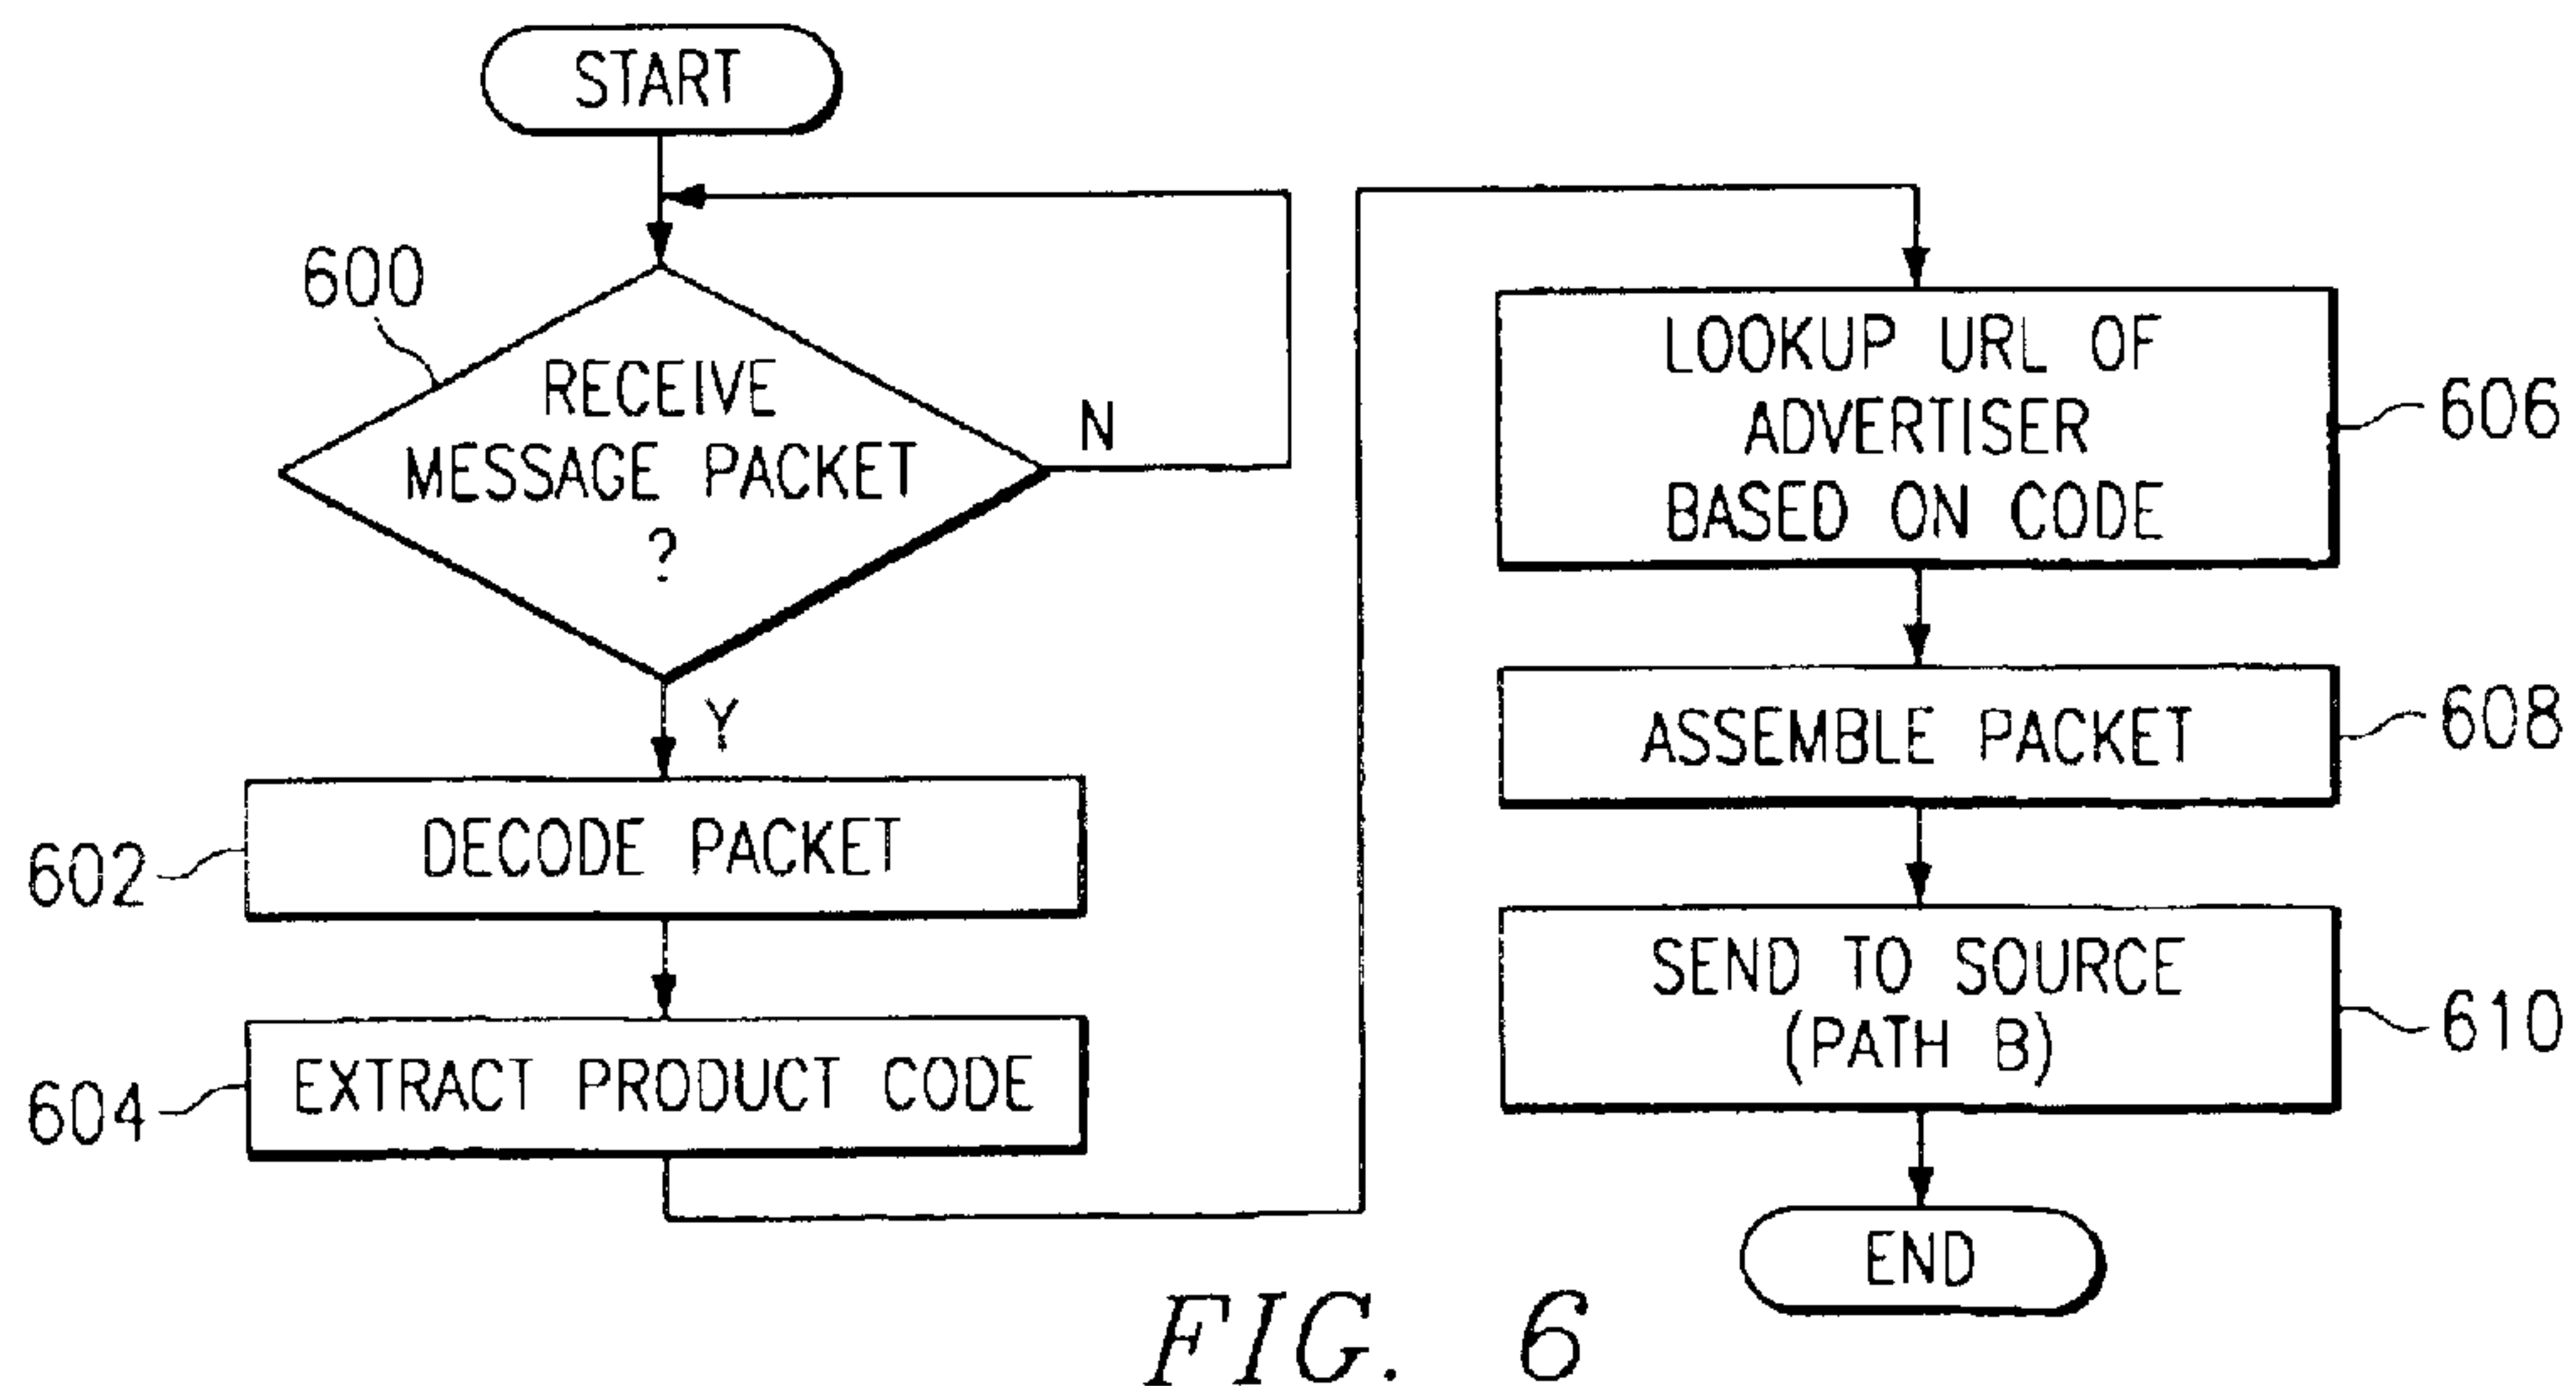 START
600
RECEIVE
MESSAGE PACKET
?
N
Y
602
DECODE PACKET
604
EXTRACT PRODUCT CODE
LOOKUP URL OF
ADVERTISER
BASED ON CODE
606
ASSEMBLE PACKET
608
SEND TO SOURCE
(PATH B)
610
END
FIG. 6